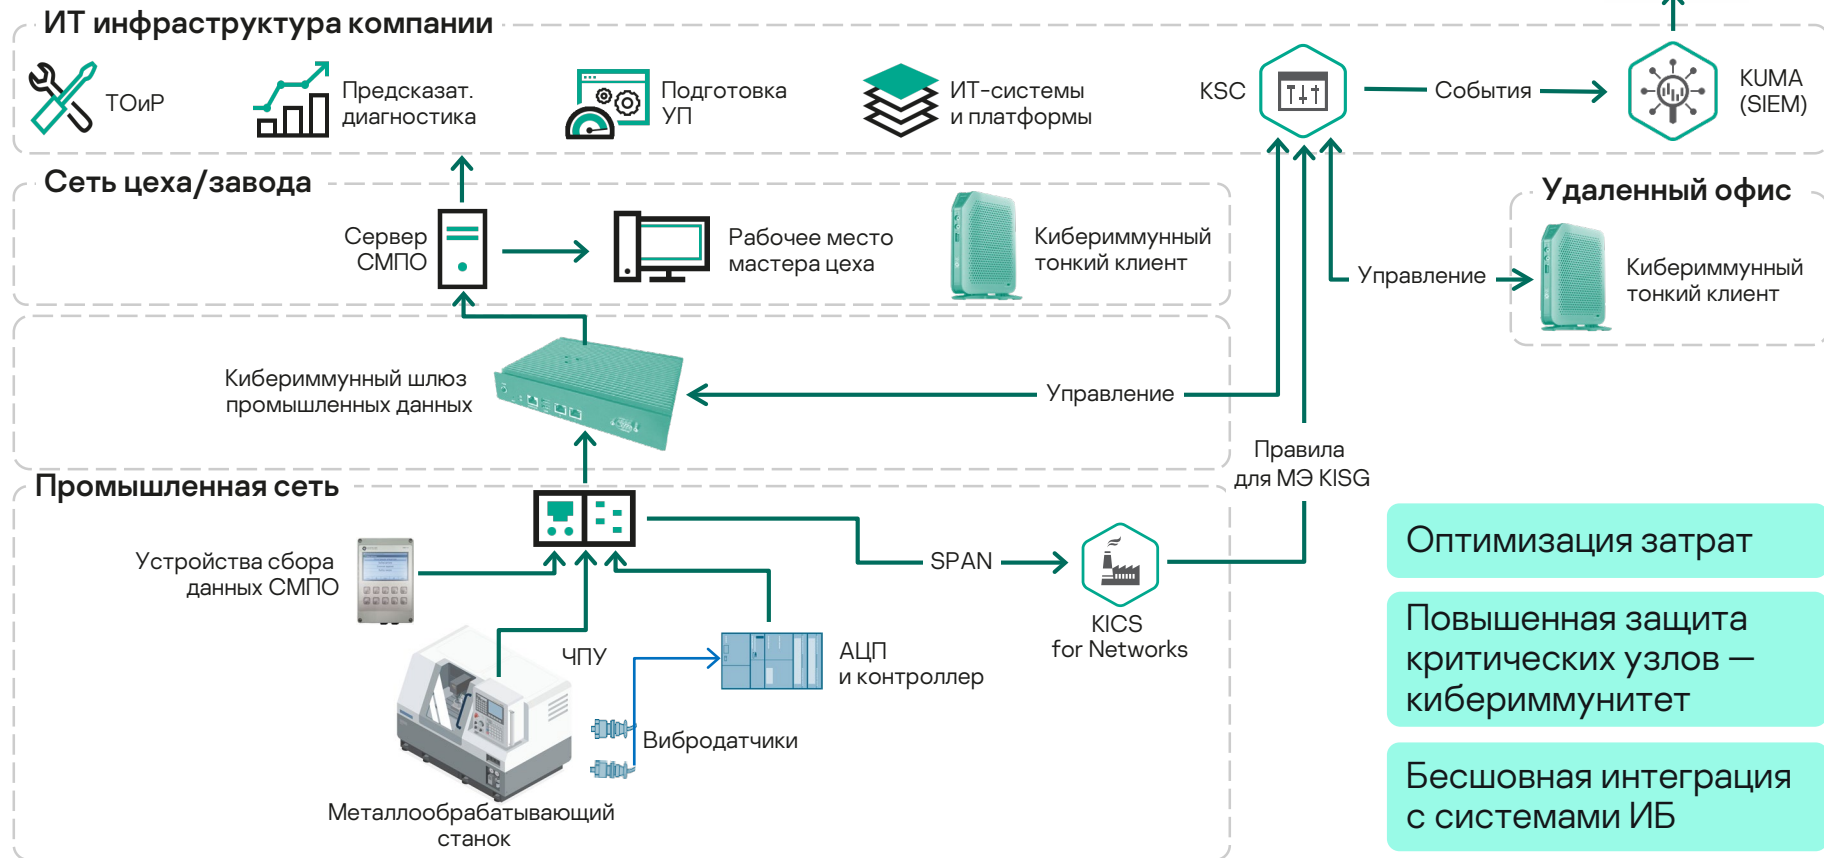 ИТ инфраструктура компании
ТОиР
Предсказат.
диагностика
Подготовка
УП
ИТ-системы
и платформы
KSC
События
KUMA
(SIEM)
Сеть цеха/завода
Сервер
СМПО
Рабочее место
мастера цеха
Кибериммунный
тонкий клиент
Удаленный офис
Управление
Кибериммунный
тонкий клиент
Кибериммунный шлюз
промышленных данных
Управление
Правила
для МЭ KISG
Промышленная сеть
Устройства сбора
данных СМПО
SPAN
KICS
for Networks
ЧПУ
АЦП
и контроллер
Вибродатчики
Металлообрабатывающий
станок
Оптимизация затрат
Повышенная защита
критических узлов —
кибериммунитет
Бесшовная интеграция
с системами ИБ